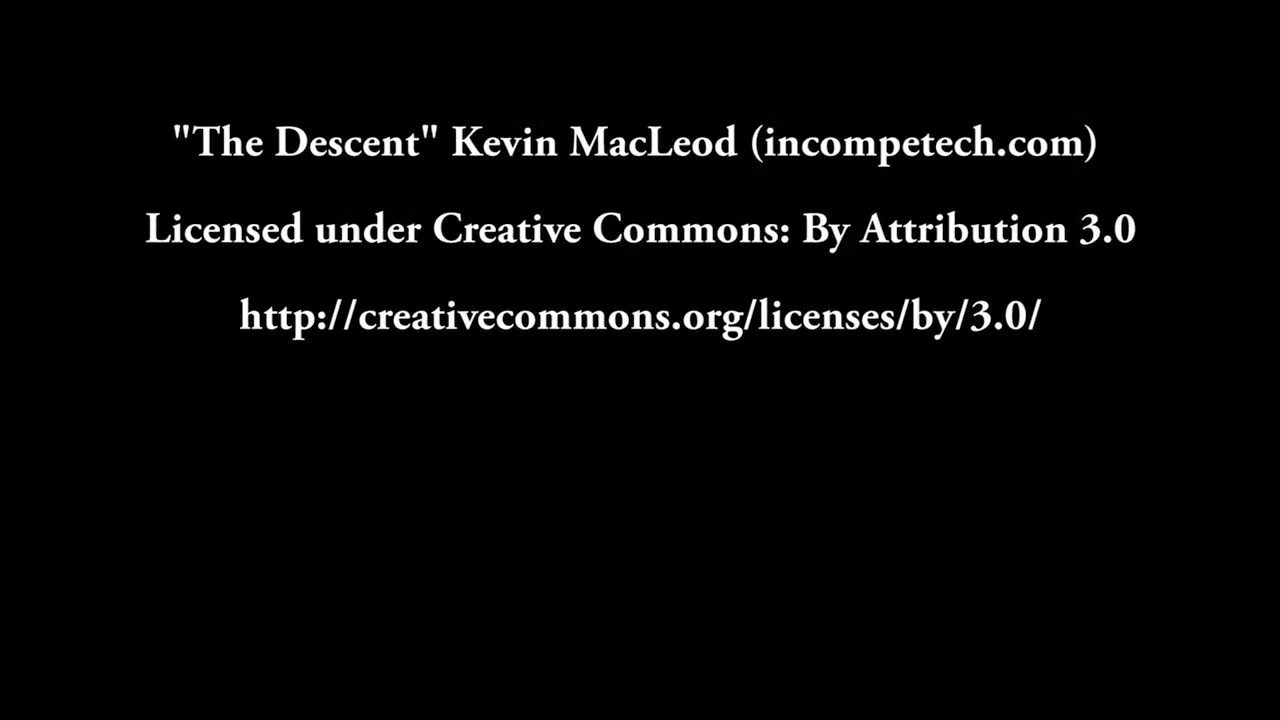 "The Descent" Kevin MacLeod (incompetech.com)
Licensed under Creative Commons: By Attribution 3.0
http://creativecommons.org/licenses/by/3.0/